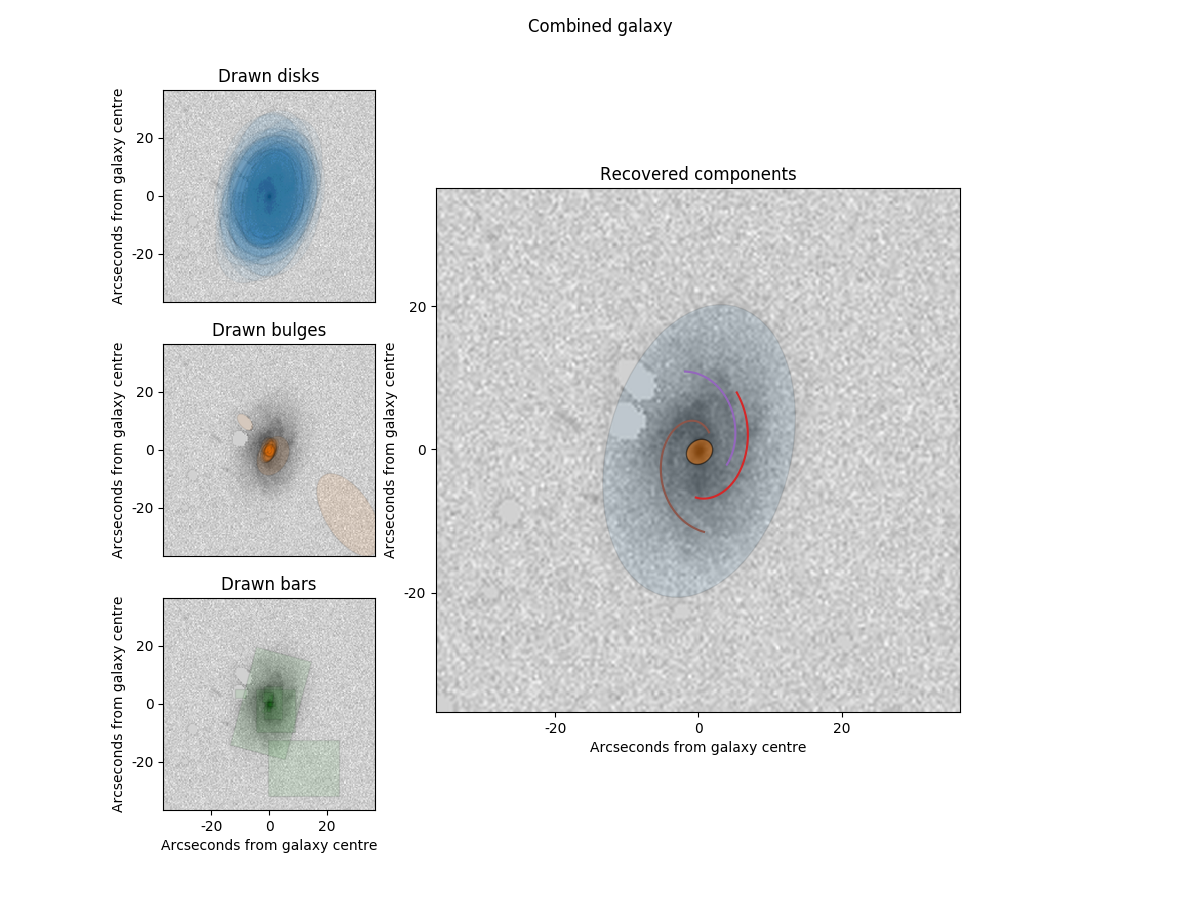 Combined galaxy
Drawn disks
Arcseconds from galaxy centre
20
0
-20
Drawn bulges
Arcseconds from galaxy centre
20
0
-20
Drawn bars
Arcseconds from galaxy centre
20
0
-20
-20 0 20
Arcseconds from galaxy centre
Recovered components
Arcseconds from galaxy centre
20
0
-20
-20 0 20
Arcseconds from galaxy centre